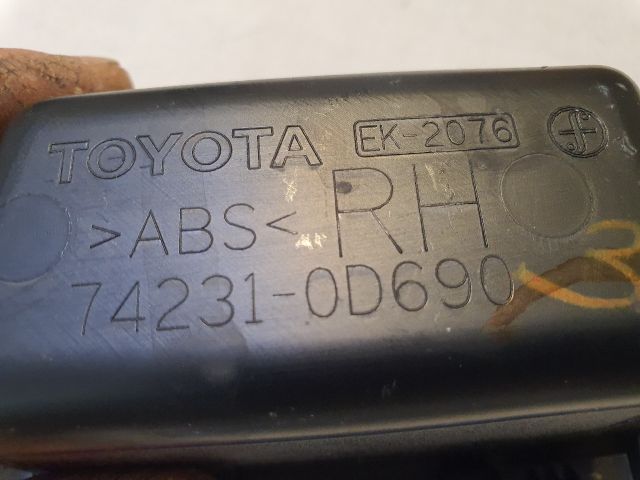 TOYOTA EK-2076
>ABS< RH
74231-0D690